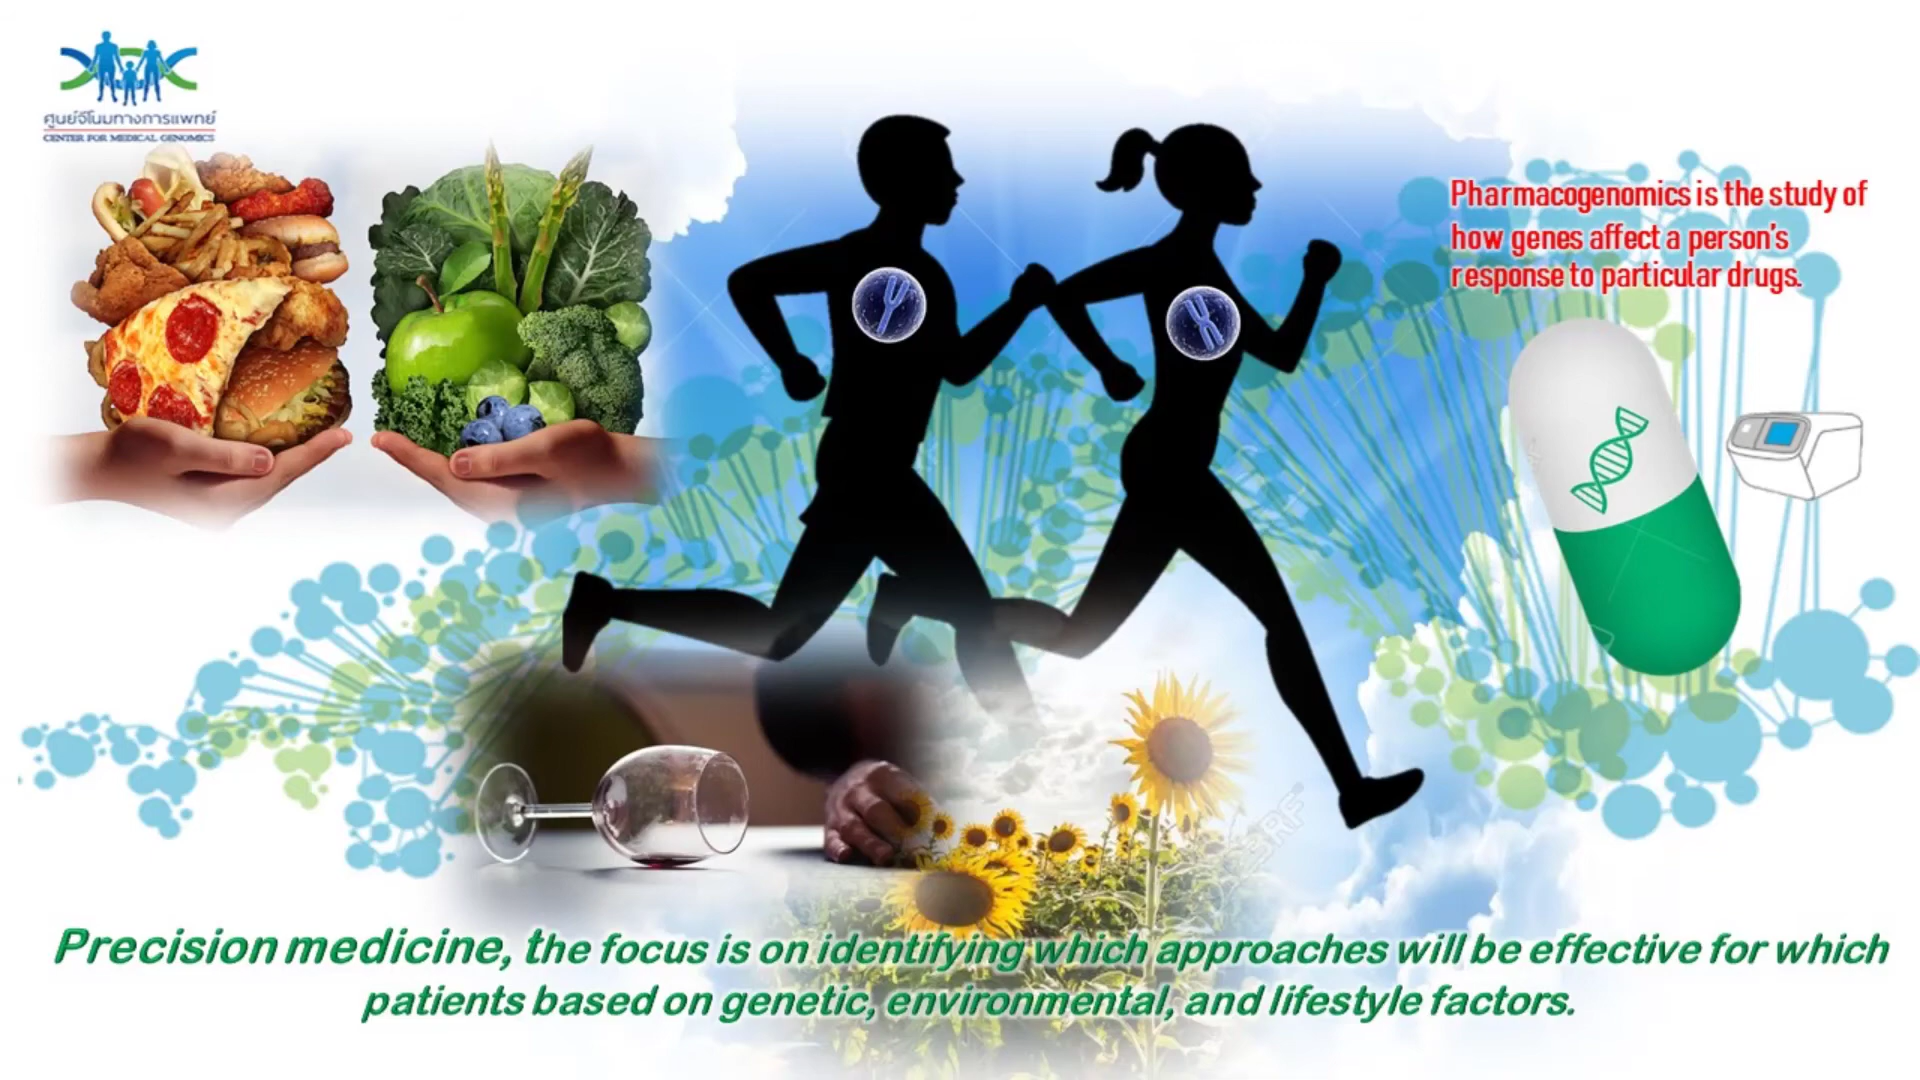 ศูนย์จีโนมทางการแพทย์
CENTER FOR MEDICAL GENOMICS
Pharmacogenomics is the study of
how genes affect a person's
response to particular drugs.
Precision medicine, the focus is on identifying which approaches will be effective for which
patients based on genetic, environmental, and lifestyle factors.